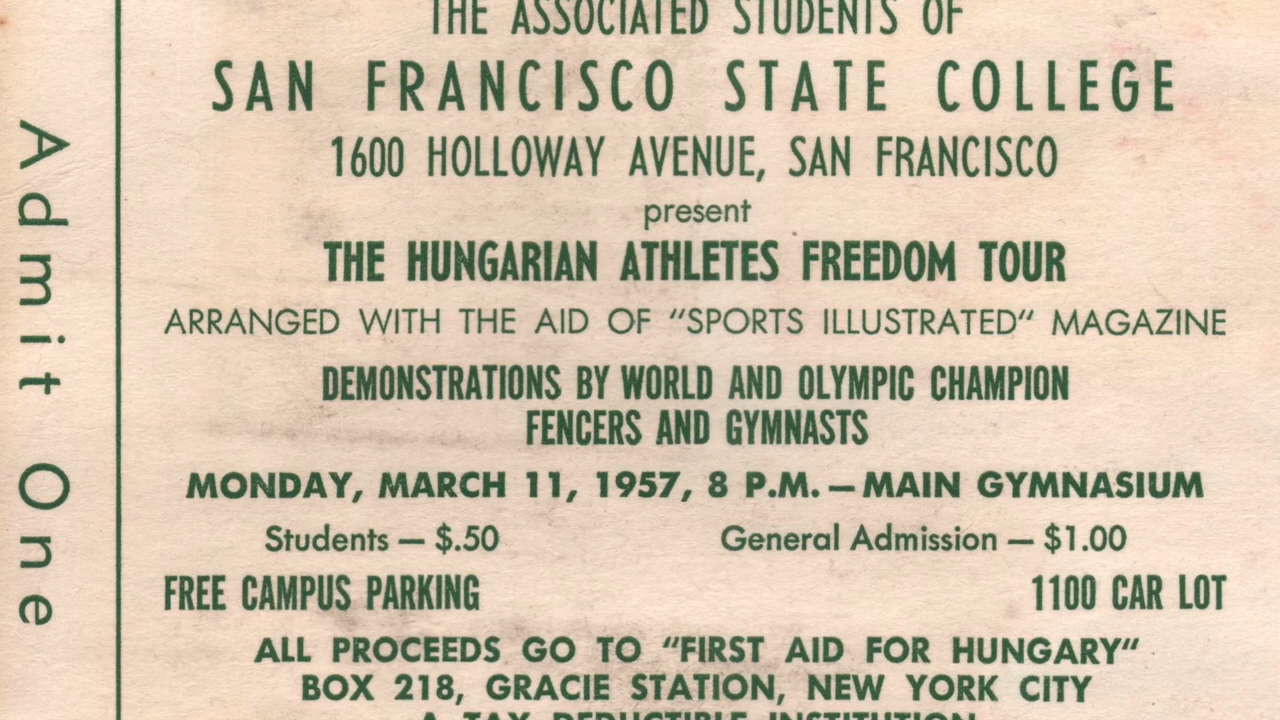 THE ASSOCIATED STUDENTS OF
SAN FRANCISCO STATE COLLEGE
1600 HOLLOWAY AVENUE, SAN FRANCISCO
present
THE HUNGARIAN ATHLETES FREEDOM TOUR
ARRANGED WITH THE AID OF “SPORTS ILLUSTRATED“ MAGAZINE
DEMONSTRATIONS BY WORLD AND OLYMPIC CHAMPION
FENCERS AND GYMNASTS
MONDAY, MARCH 11, 1957, 8 P.M. — MAIN GYMNASIUM
Students — $.50 General Admission — $1.00
FREE CAMPUS PARKING 1100 CAR LOT
ALL PROCEEDS GO TO “FIRST AID FOR HUNGARY“
BOX 218, GRACIE STATION, NEW YORK CITY
A TAX DEDUCTIBLE INSTITUTION
Admit One